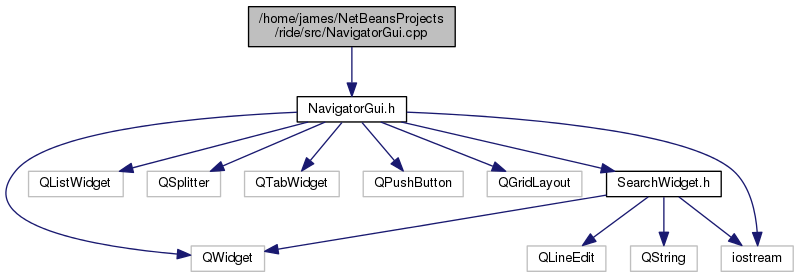 /home/james/NetBeansProjects
/ride/src/NavigatorGui.cpp
NavigatorGui.h
QListWidget
QSplitter
QTabWidget
QPushButton
QGridLayout
SearchWidget.h
QWidget
QLineEdit
QString
iostream